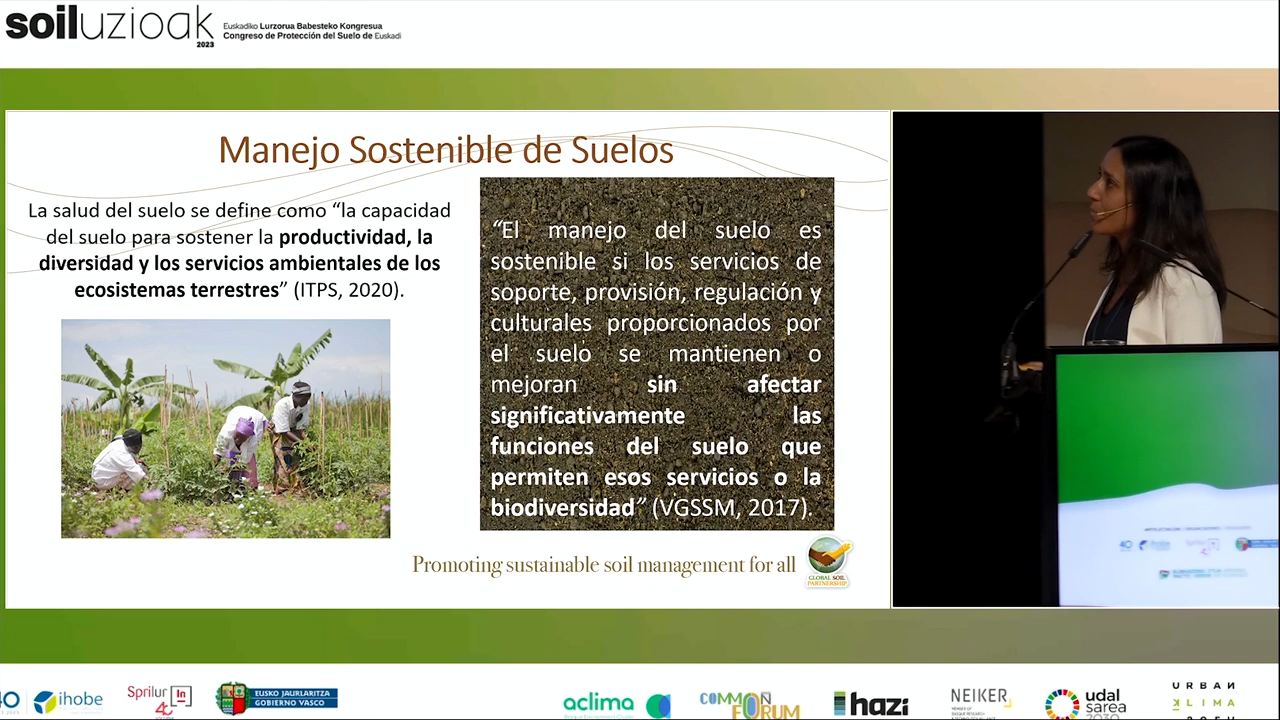 soiluzioak
2023
Euskadiko Lurzorua Babesteko Kongresua
Congreso de Protección del Suelo de Euskadi
Manejo Sostenible de Suelos
La salud del suelo se define como “la capacidad
del suelo para sostener la productividad, la
diversidad y los servicios ambientales de los
ecosistemas terrestres” (ITPS, 2020).
“El manejo del suelo es
sostenible si los servicios de
soporte, provisión, regulación y
culturales proporcionados por
el suelo se mantienen o
mejoran sin afectar
significativamente las
funciones del suelo que
permiten esos servicios o la
biodiversidad” (VGSSM, 2017).
Promoting sustainable soil management for all
GLOBAL SOIL
PARTNERSHIP
ihobe
Sprilur
EUSKO JAURLARITZA
GOBIERNO VASCO
aclima
COMMON
FORUM
hazi
NEIKER
udal
sarea
2030
URBAN
KLIMA